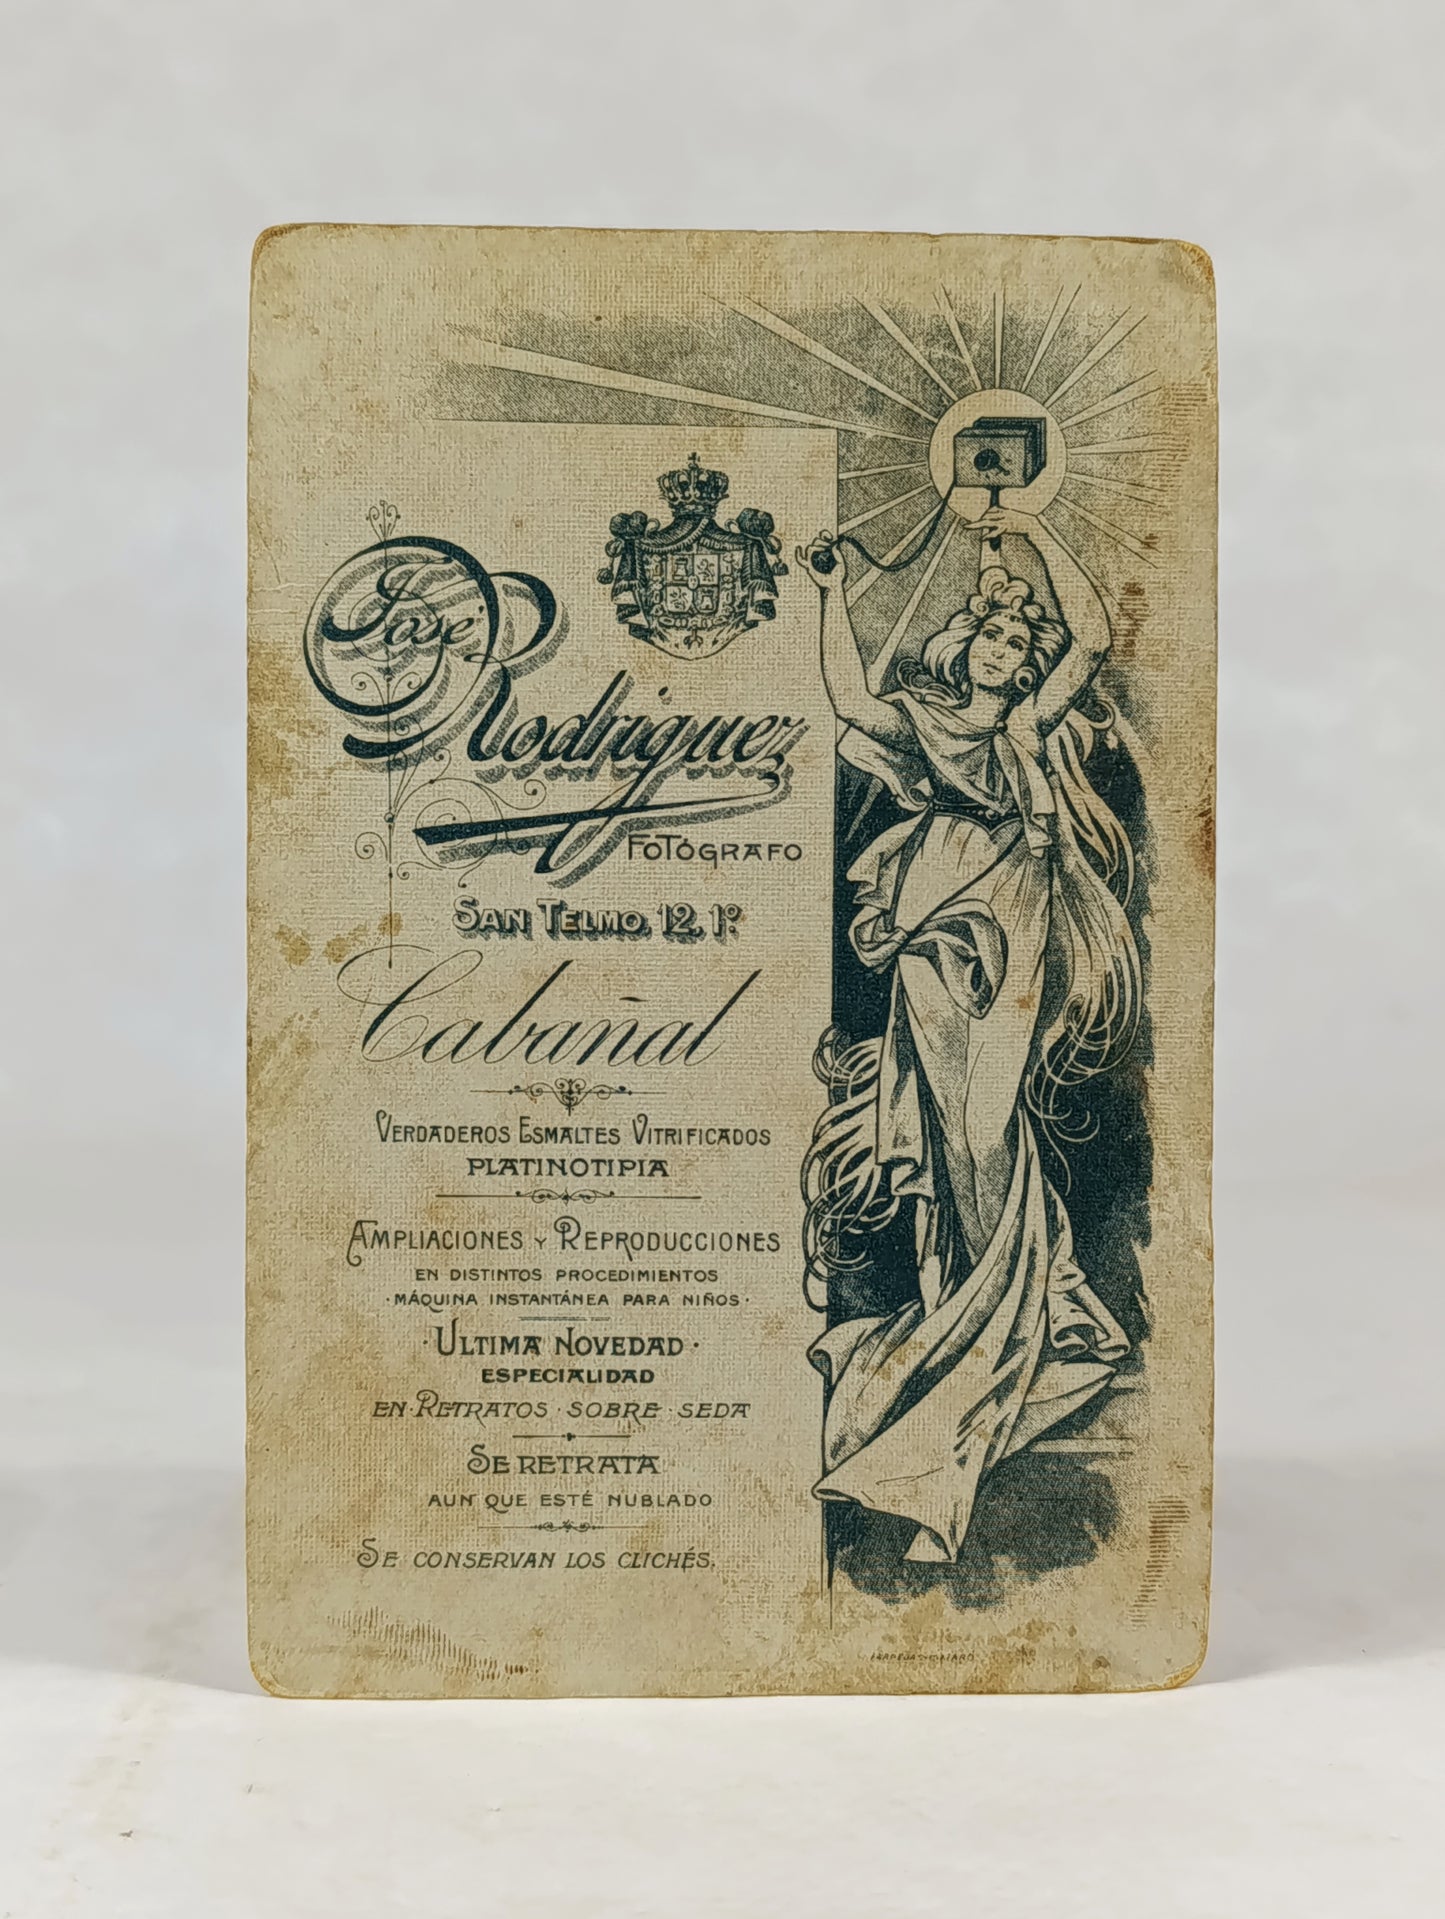 José
Rodriguez
FOTÓGRAFO
SAN TELMO, 12, 1º
Cabañal
VERDADEROS ESMALTES VITRIFICADOS
PLATINOTIPIA
AMPLIACIONES Y REPRODUCCIONES
EN DISTINTOS PROCEDIMIENTOS
·MÁQUINA INSTANTÁNEA PARA NIÑOS·
·ULTIMA NOVEDAD·
ESPECIALIDAD
EN·RETRATOS·SOBRE·SEDA
SE RETRATA
AUN QUE ESTÉ NUBLADO
SE CONSERVAN LOS CLICHÉS.